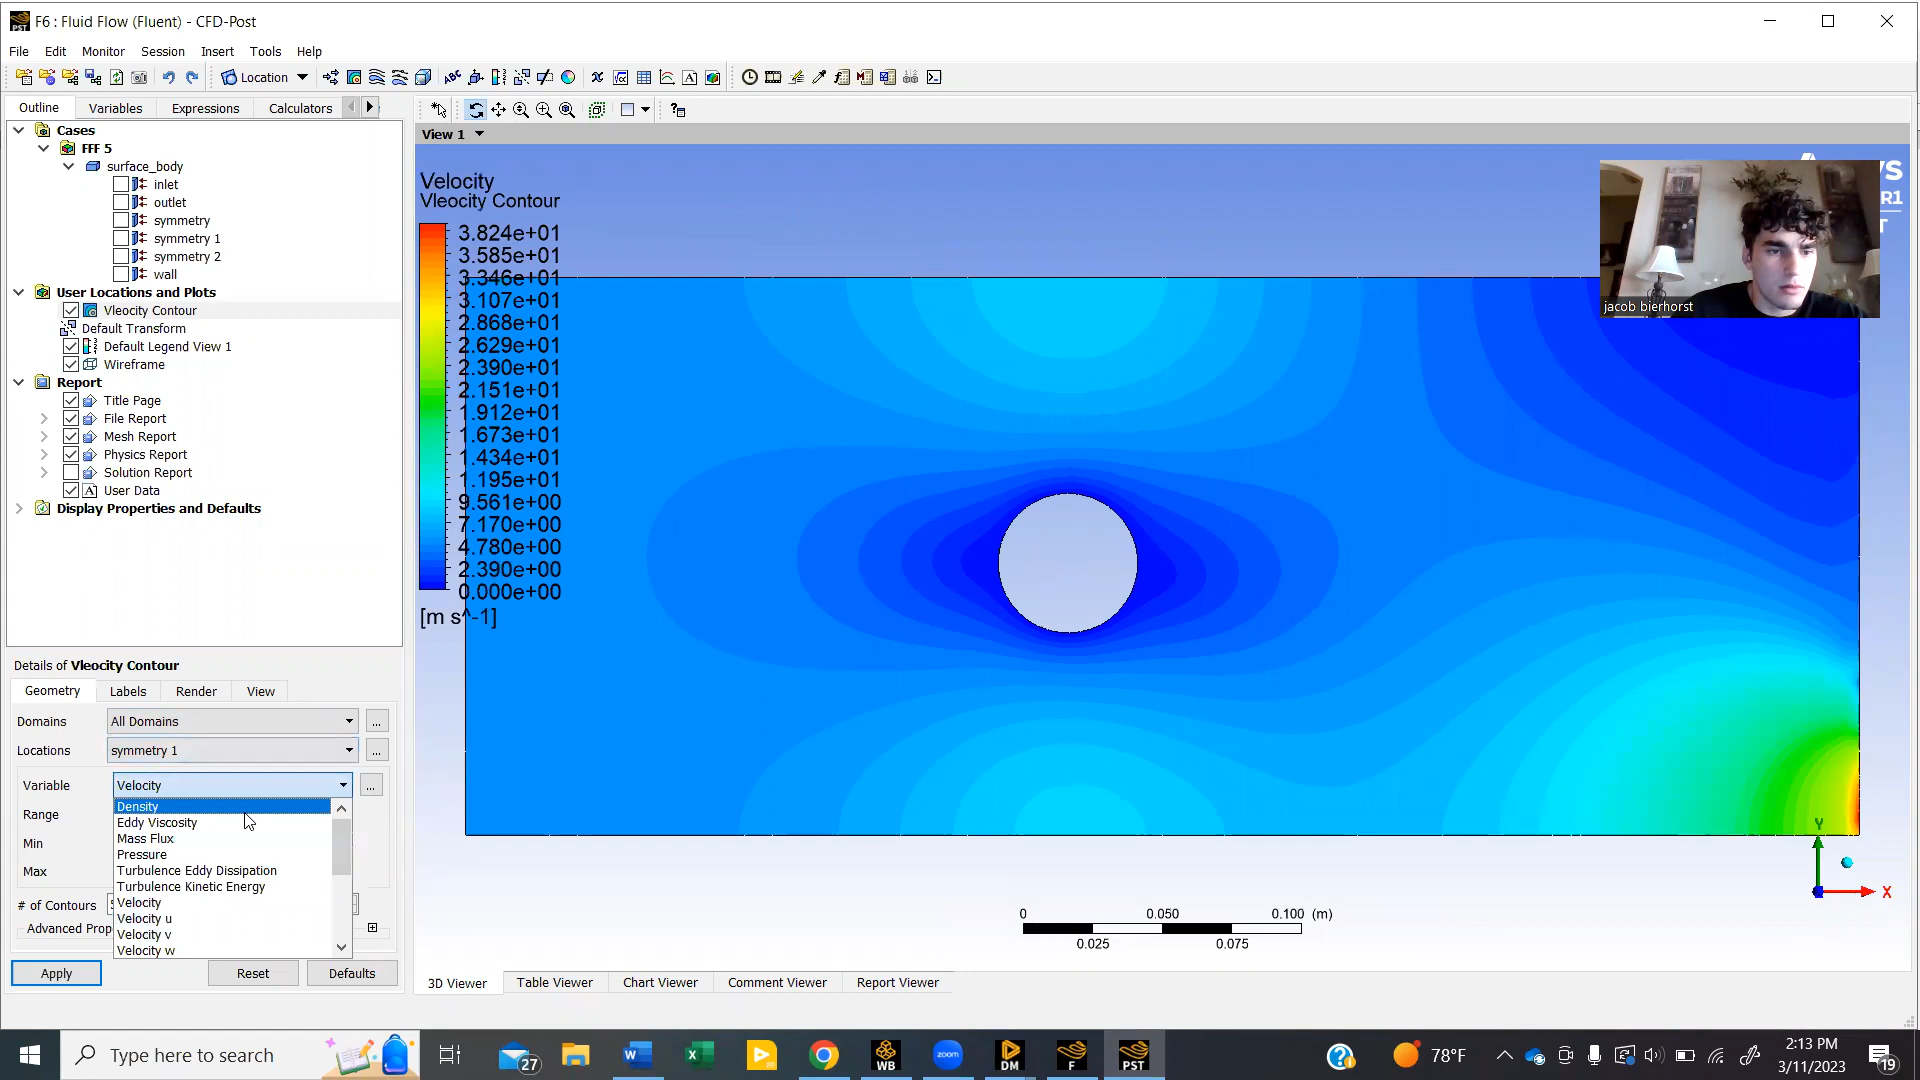 F6 : Fluid Flow (Fluent) - CFD-Post
File Edit Monitor Session Insert Tools Help
Location
Outline Variables Expressions Calculators
View 1
Cases
FFF 5
surface_body
inlet
outlet
symmetry
symmetry 1
symmetry 2
wall
User Locations and Plots
Vleocity Contour
Default Transform
Default Legend View 1
Wireframe
Report
Title Page
File Report
Mesh Report
Physics Report
Solution Report
User Data
Display Properties and Defaults
Details of Vleocity Contour
Geometry Labels Render View
Domains All Domains ...
Locations symmetry 1 ...
Variable Velocity ...
Range
Min
Max
# of Contours
Advanced Prop
Density
Eddy Viscosity
Mass Flux
Pressure
Turbulence Eddy Dissipation
Turbulence Kinetic Energy
Velocity
Velocity u
Velocity v
Velocity w
Apply Reset Defaults
Velocity
Vleocity Contour
3.824e+01
3.585e+01
3.346e+01
3.107e+01
2.868e+01
2.629e+01
2.390e+01
2.151e+01
1.912e+01
1.673e+01
1.434e+01
1.195e+01
9.561e+00
7.170e+00
4.780e+00
2.390e+00
0.000e+00
[m s^-1]
R1
jacob bierhorst
Y
X
0 0.050 0.100 (m)
0.025 0.075
3D Viewer Table Viewer Chart Viewer Comment Viewer Report Viewer
Type here to search
27
WB
zoom
DM
F
PST
78°F
2:13 PM
3/11/2023
19